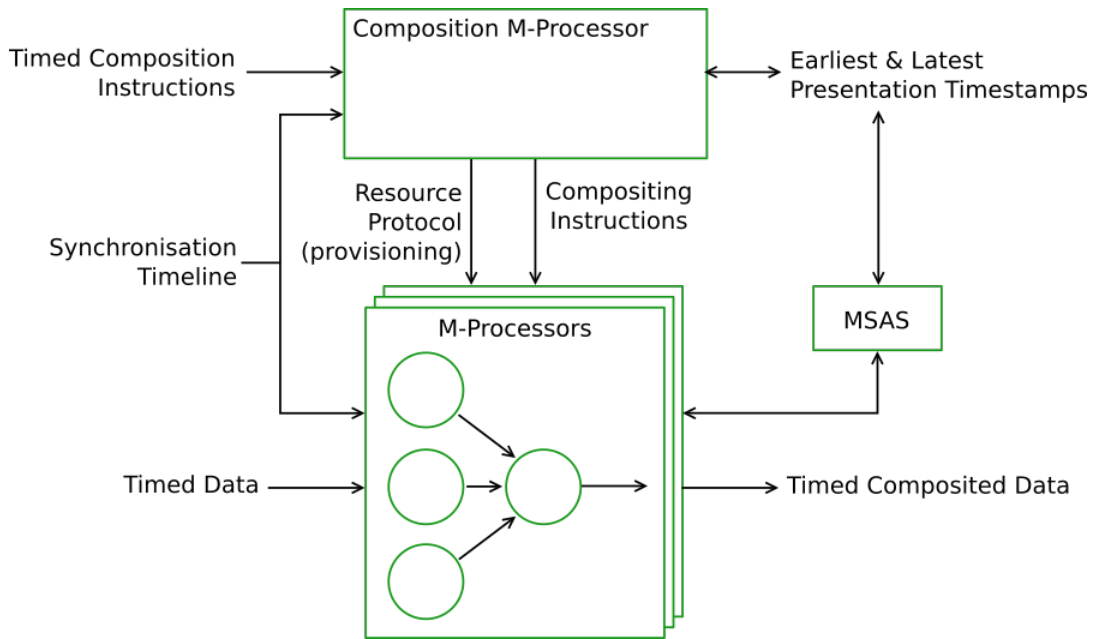 Composition M-Processor
Timed Composition
Instructions
Earliest & Latest
Presentation Timestamps
Resource
Protocol
(provisioning)
Compositing
Instructions
Synchronisation
Timeline
M-Processors
MSAS
Timed Data
Timed Composited Data